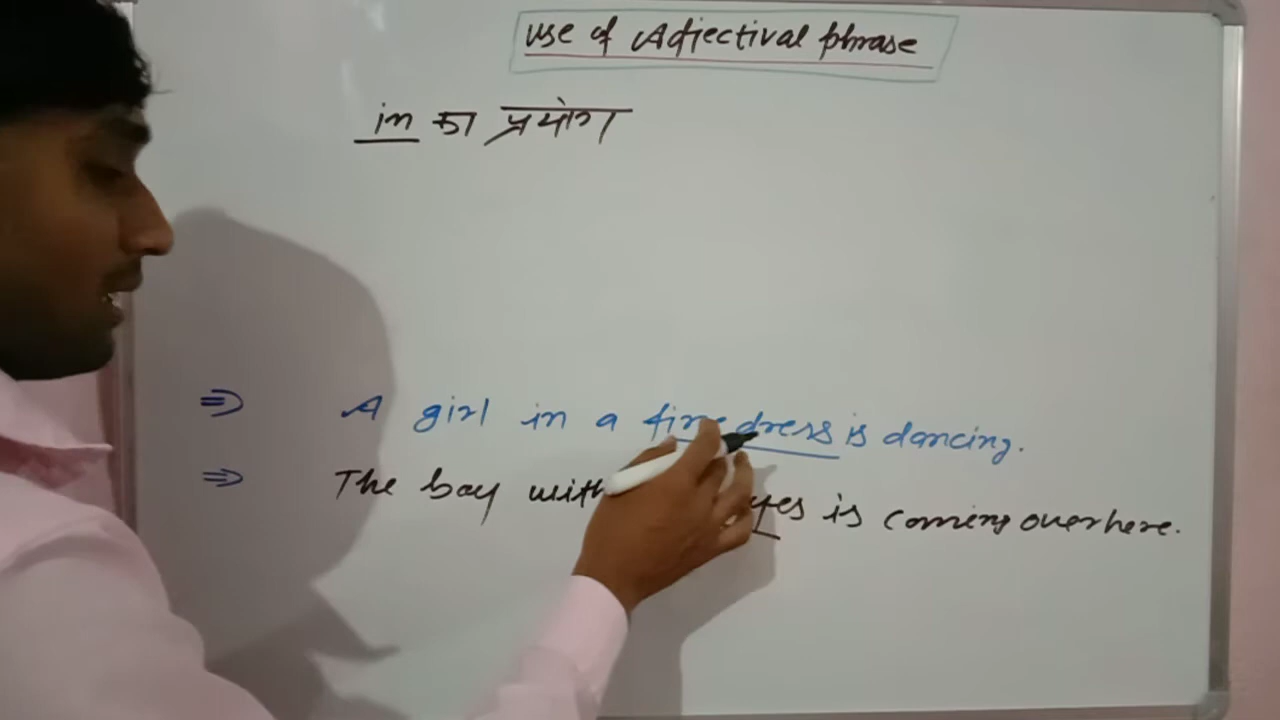 use of Adjectival phrase
in का प्रयोग
⇒ A girl in a fine dress is dancing.
⇒ The boy with is coming over here.